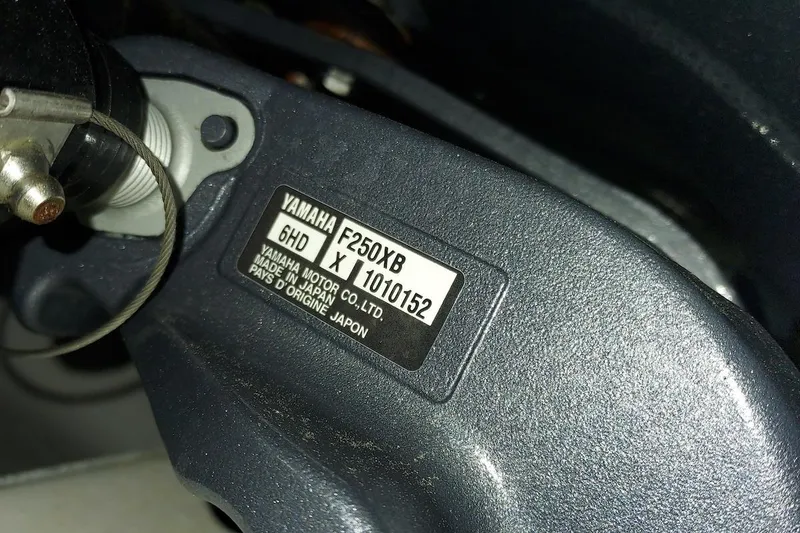 YAMAHA F250XB
6HD X 1010152
YAMAHA MOTOR CO., LTD.
MADE IN JAPAN
PAYS D'ORIGINE JAPON